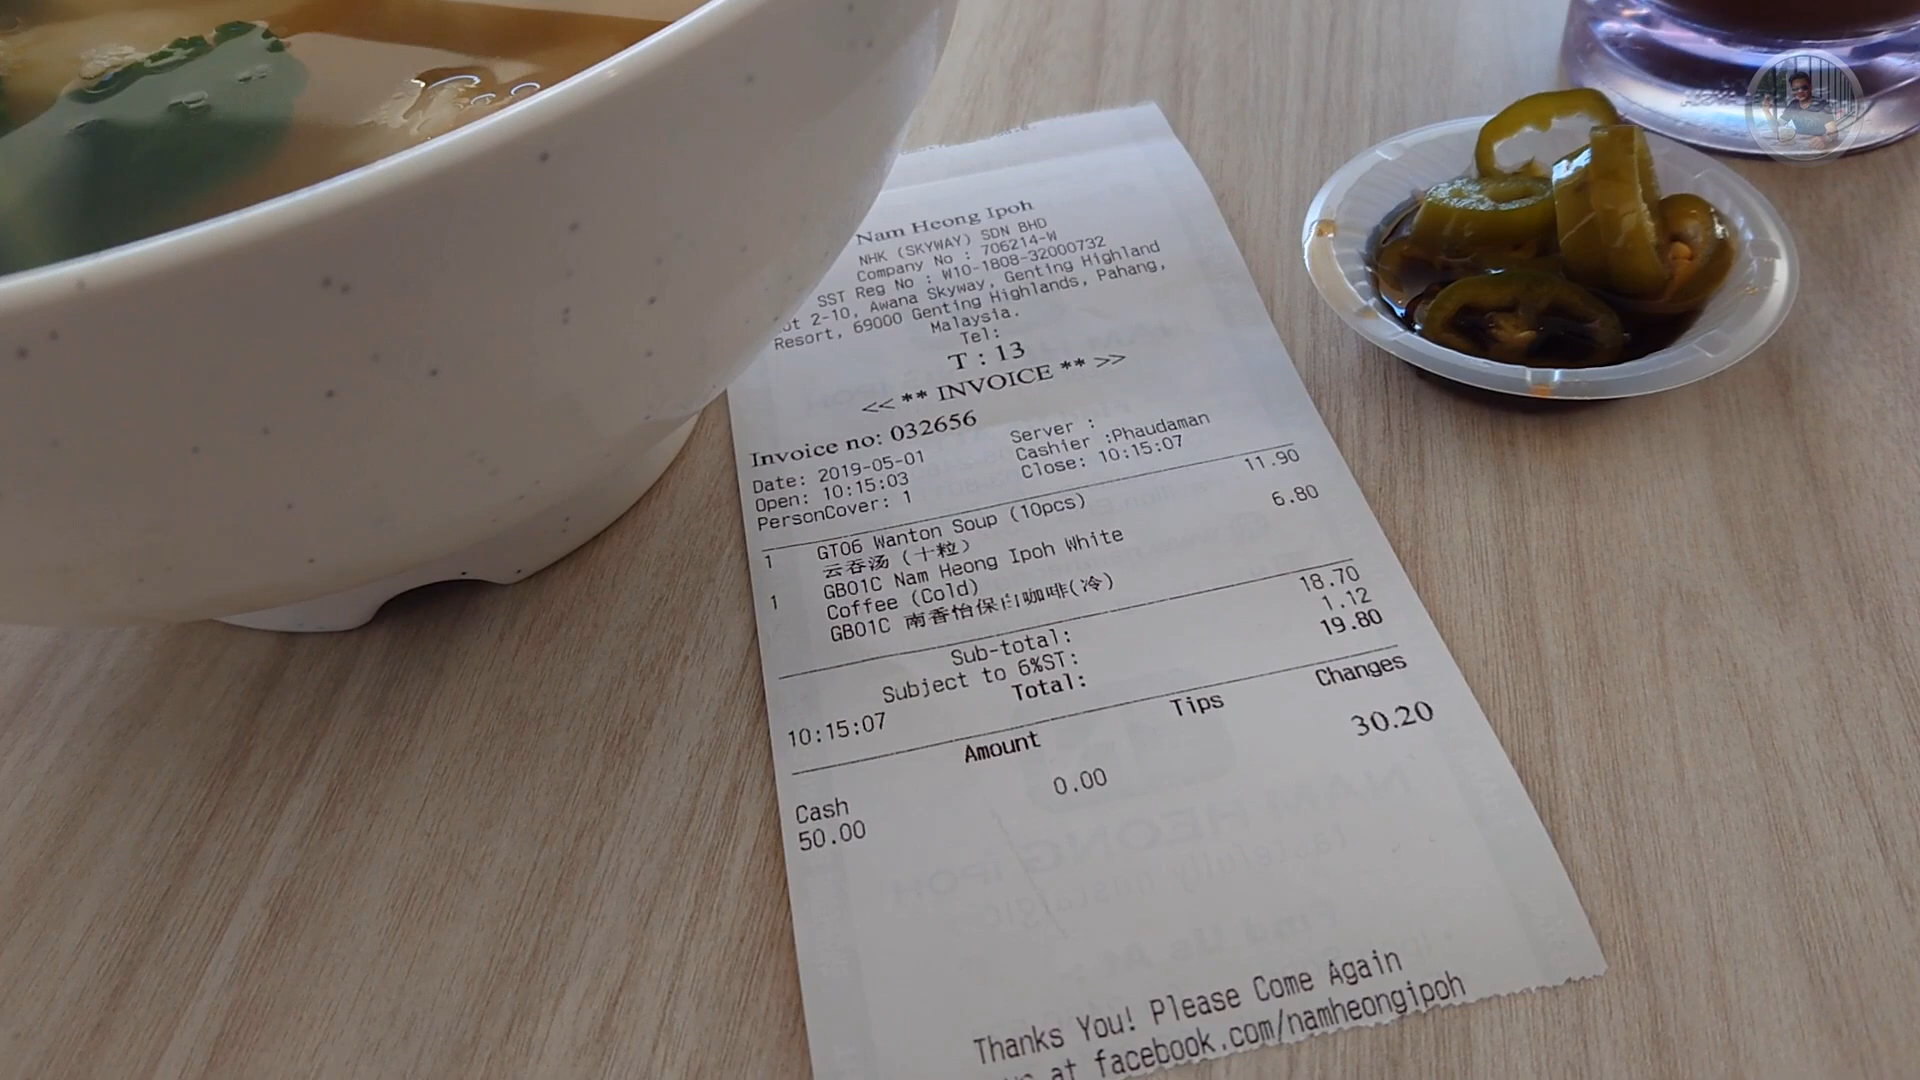 Nam Heong Ipoh
NHK (SKYWAY) SDN BHD
Company No : 706214-W
SST Reg No : W10-1808-32000732
2-10, Awana Skyway, Genting Highland
Resort, 69000 Genting Highlands, Pahang,
Malaysia.
Tel:
T : 13
<< ** INVOICE ** >>
Invoice no: 032656
Server :
Date: 2019-05-01 Cashier :Phaudaman
Open: 10:15:03 Close: 10:15:07
PersonCover: 1
1 GT06 Wanton Soup (10pcs) 11.90
云吞汤 (十粒)
1 GB01C Nam Heong Ipoh White 6.80
Coffee (Cold)
GB01C 南香怡保白咖啡(冷)
Sub-total: 18.70
Subject to 6%ST: 1.12
Total: 19.80
10:15:07
Amount Tips Changes
Cash 0.00 30.20
50.00
Thanks You! Please Come Again
at facebook.com/namheongipoh